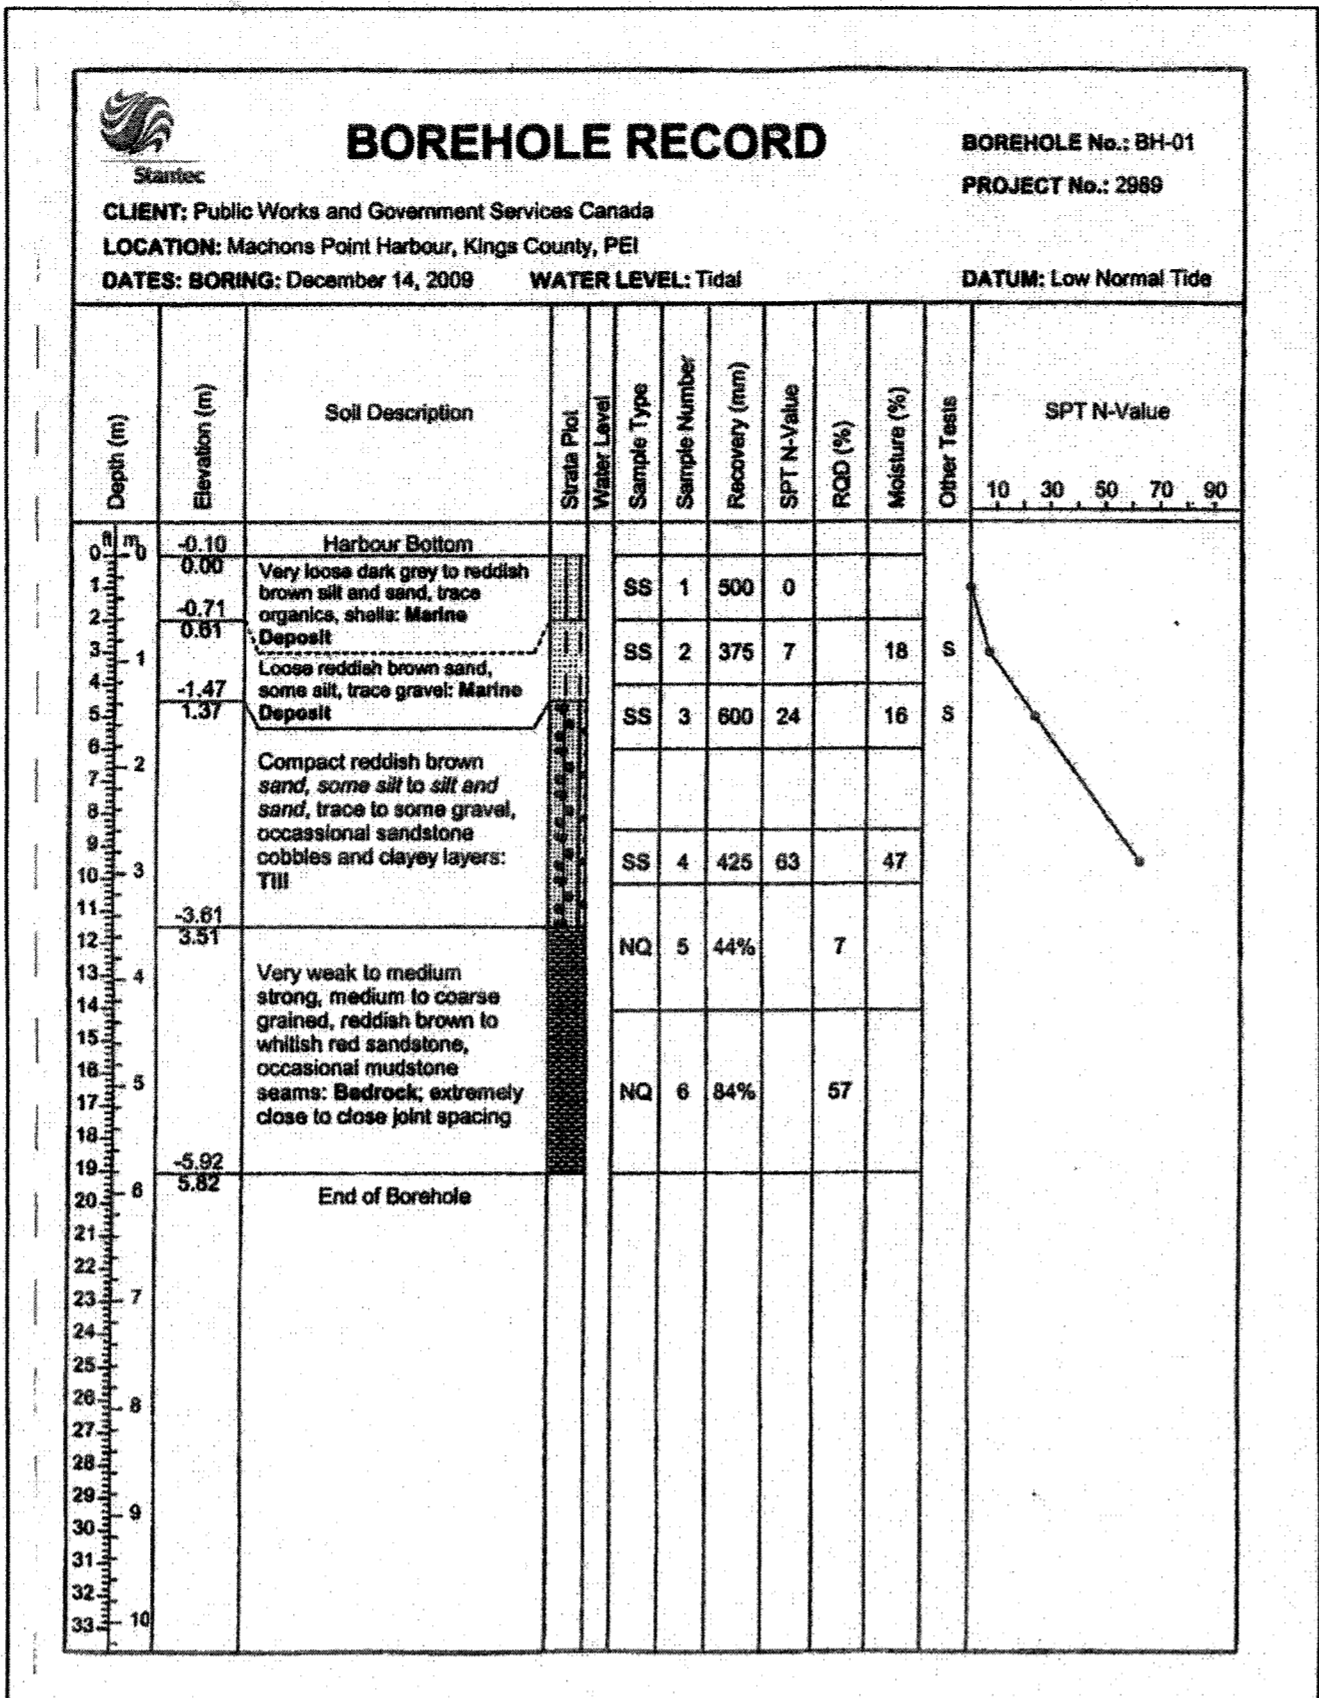 Stantec
BOREHOLE RECORD
BOREHOLE No.: BH-01
PROJECT No.: 2989
CLIENT: Public Works and Government Services Canada
LOCATION: Machons Point Harbour, Kings County, PEI
DATES: BORING: December 14, 2009 WATER LEVEL: Tidal DATUM: Low Normal Tide
Depth (m) Elevation (m) Soil Description Strata Plot Water Level Sample Type Sample Number Recovery (mm) SPT N-Value RQD (%) Moisture (%) Other Tests SPT N-Value
10 30 50 70 90
ft m
-0.10 Harbour Bottom
0 0 0.00
Very loose dark grey to reddish
brown silt and sand, trace
organics, shells: Marine
Deposit
1 SS 1 500 0
-0.71
2 0.61
3 1 SS 2 375 7 18 S
Loose reddish brown sand,
some silt, trace gravel: Marine
Deposit
4 -1.47
1.37
5 SS 3 600 24 16 S
6
7 2
8
9
Compact reddish brown
sand, some silt to silt and
sand, trace to some gravel,
occassional sandstone
cobbles and clayey layers:
Till
10 3 SS 4 425 63 47
11 -3.61
3.51
12 NQ 5 44% 7
13 4
14
15
Very weak to medium
strong, medium to coarse
grained, reddish brown to
whitish red sandstone,
occasional mudstone
seams: Bedrock; extremely
close to close joint spacing
16 5 NQ 6 84% 57
17
18
19 -5.92
5.82
20 6 End of Borehole
21
22
23 7
24
25
26 8
27
28
29 9
30
31
32
33 10